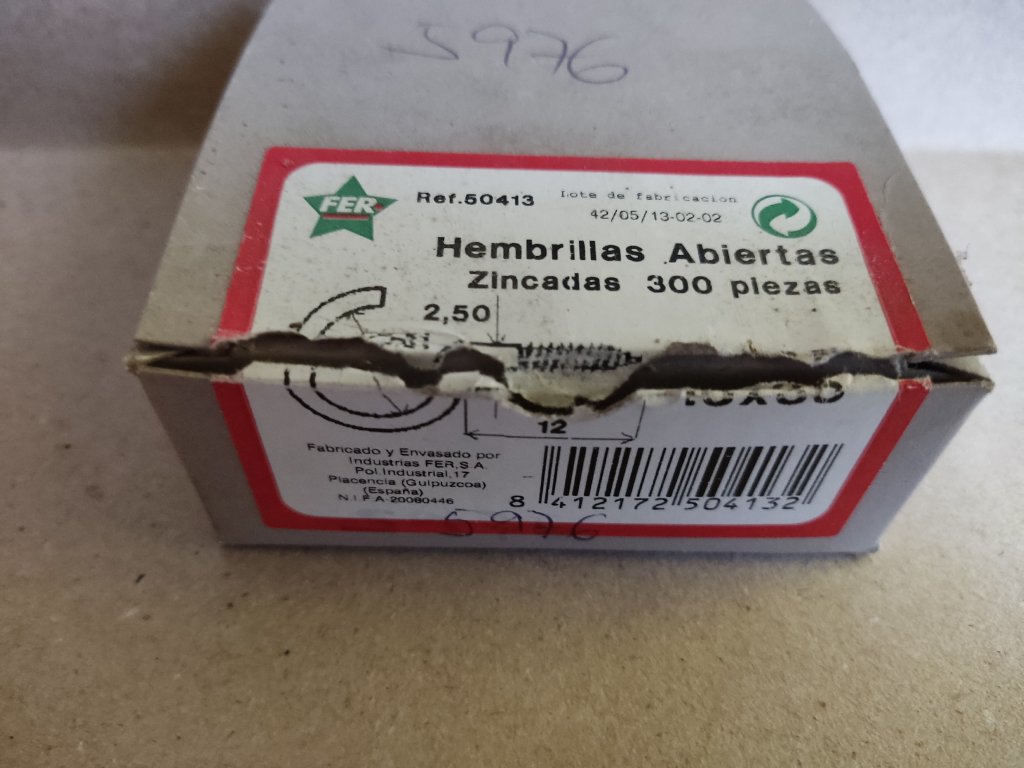 5976
FER
Ref.50413
Lote de fabricacion
42/05/13-02-02
Hembrillas Abiertas
Zincadas 300 piezas
2,50
12
Fabricado y Envasado por
Industrias FER,S.A.
Pol.Industrial,17
Placencia (Guipuzcoa)
(España)
N.I.F A-20080446
8 412172 504132
5976